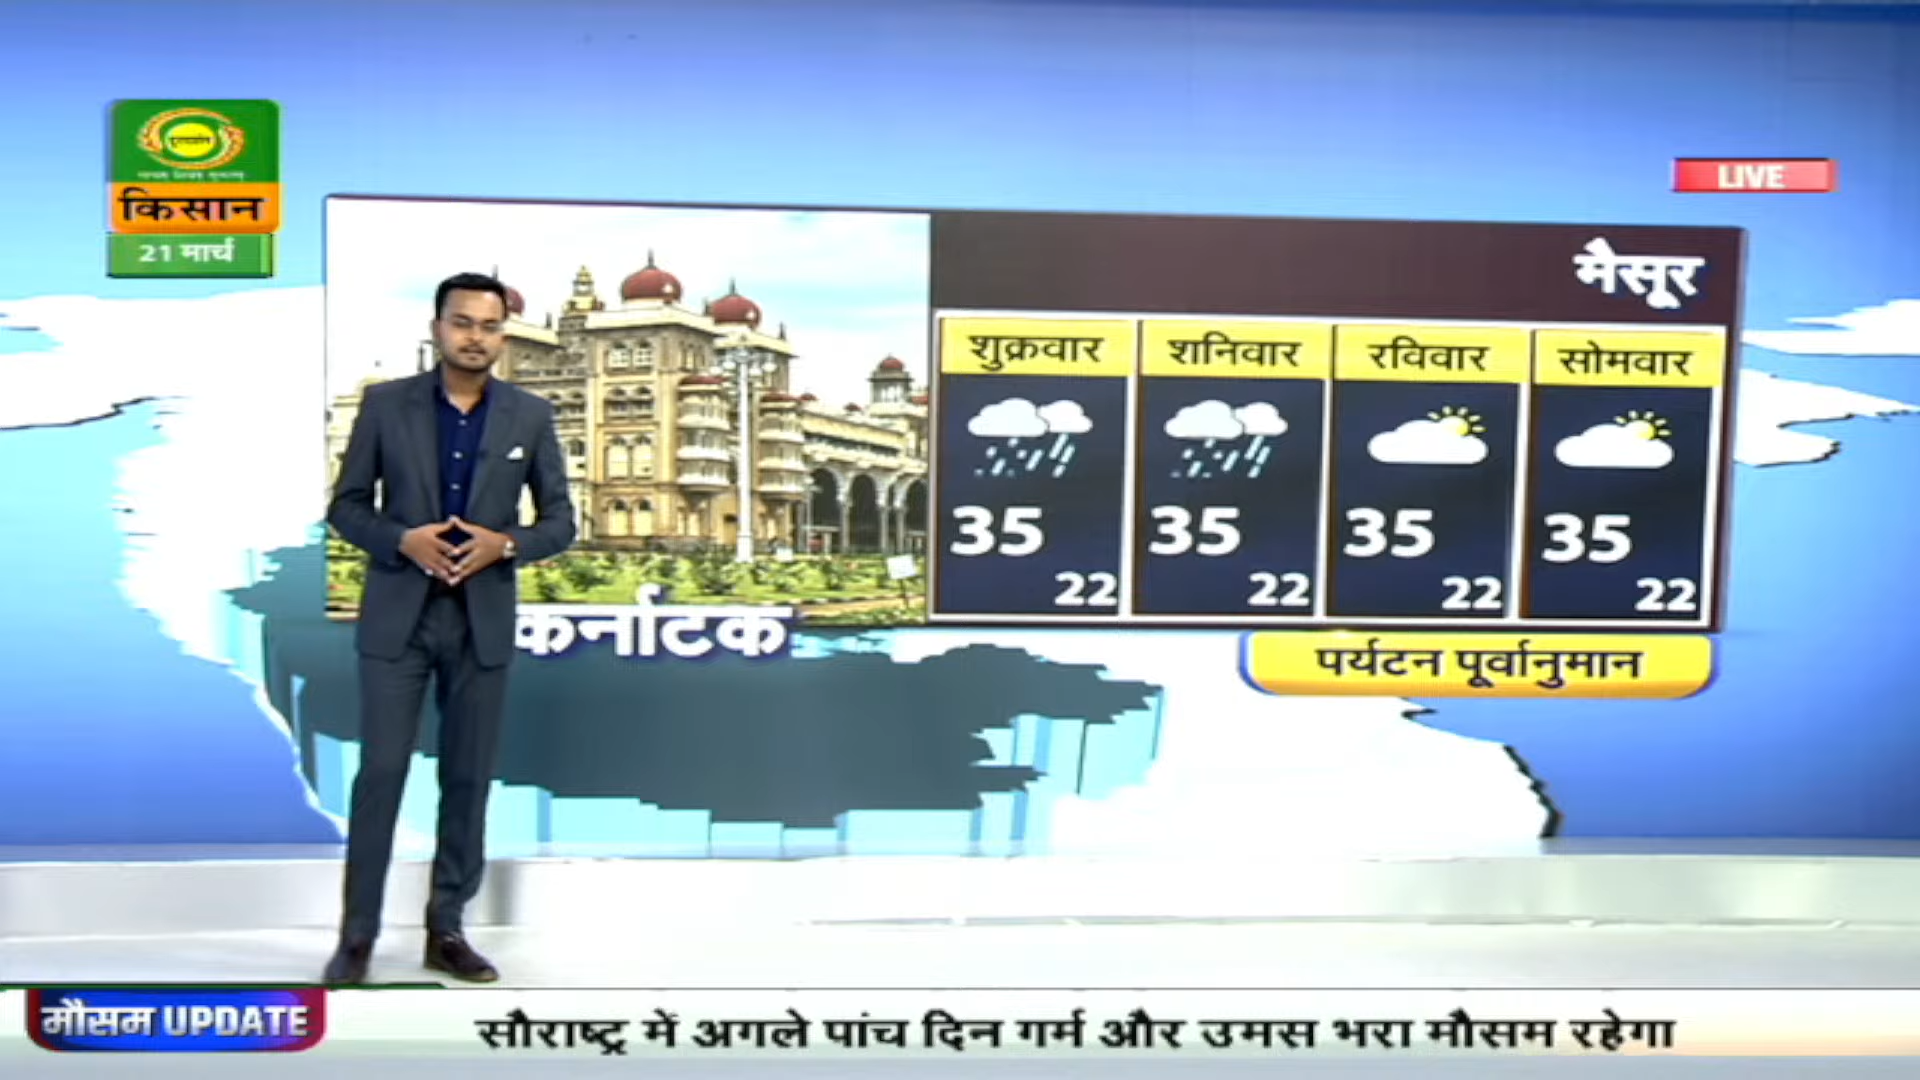 किसान
21 मार्च
LIVE
मैसूर
शुक्रवार शनिवार रविवार सोमवार
35 35 35 35
22 22 22 22
कर्नाटक
पर्यटन पूर्वानुमान
मौसम UPDATE
सौराष्ट्र में अगले पांच दिन गर्म और उमस भरा मौसम रहेगा